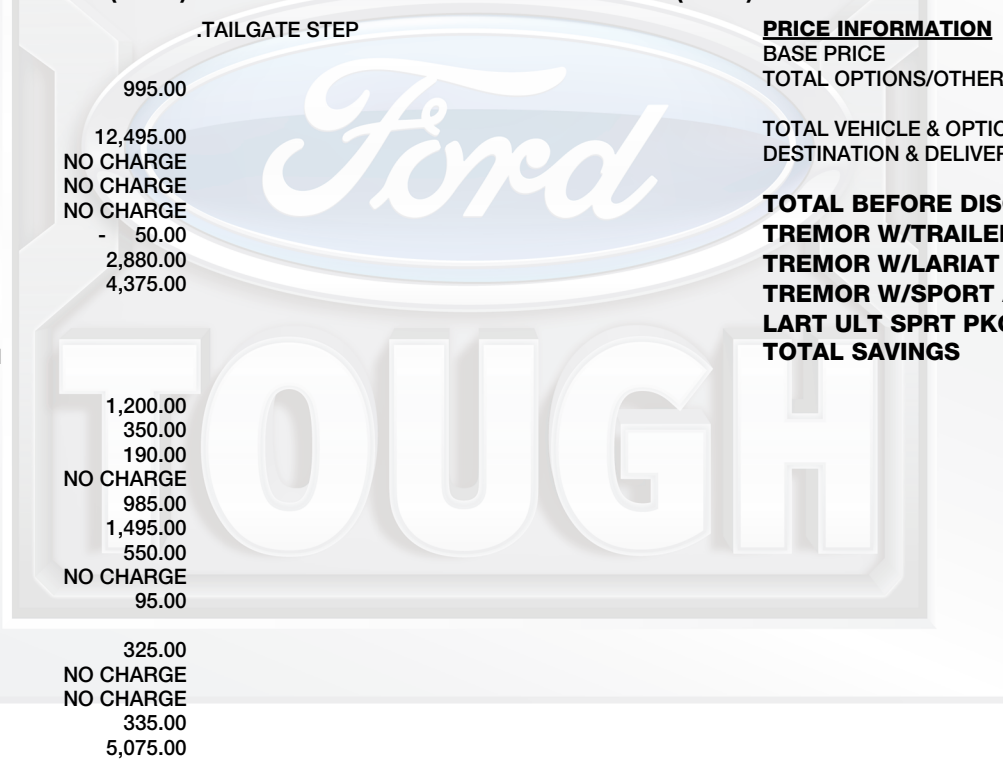 .TAILGATE STEP
995.00
12,495.00
NO CHARGE
NO CHARGE
NO CHARGE
- 50.00
2,880.00
4,375.00
1,200.00
350.00
190.00
NO CHARGE
985.00
1,495.00
550.00
NO CHARGE
95.00
325.00
NO CHARGE
NO CHARGE
335.00
5,075.00
PRICE INFORMATION
BASE PRICE
TOTAL OPTIONS/OTHER
TOTAL VEHICLE & OPTIO
DESTINATION & DELIVER
TOTAL BEFORE DIS
TREMOR W/TRAILE
TREMOR W/LARIAT
TREMOR W/SPORT
LART ULT SPRT PK
TOTAL SAVINGS
Ford
TOUGH